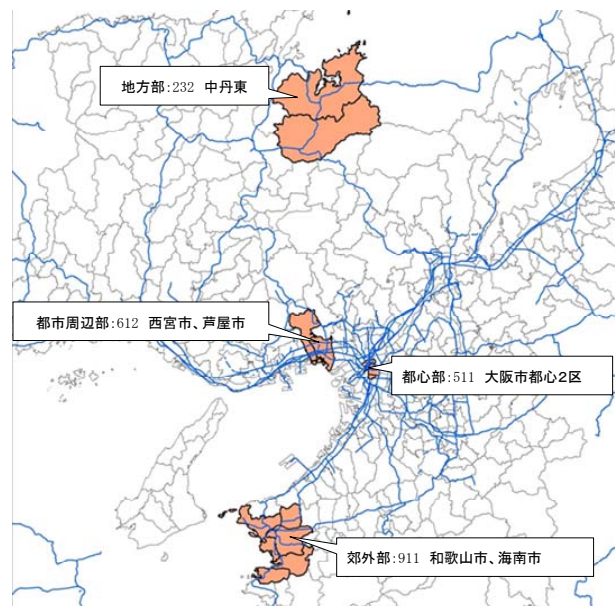 地方部:232 中丹東
都市周辺部:612 西宮市、芦屋市
都心部:511 大阪市都心２区
郊外部:911 和歌山市、海南市